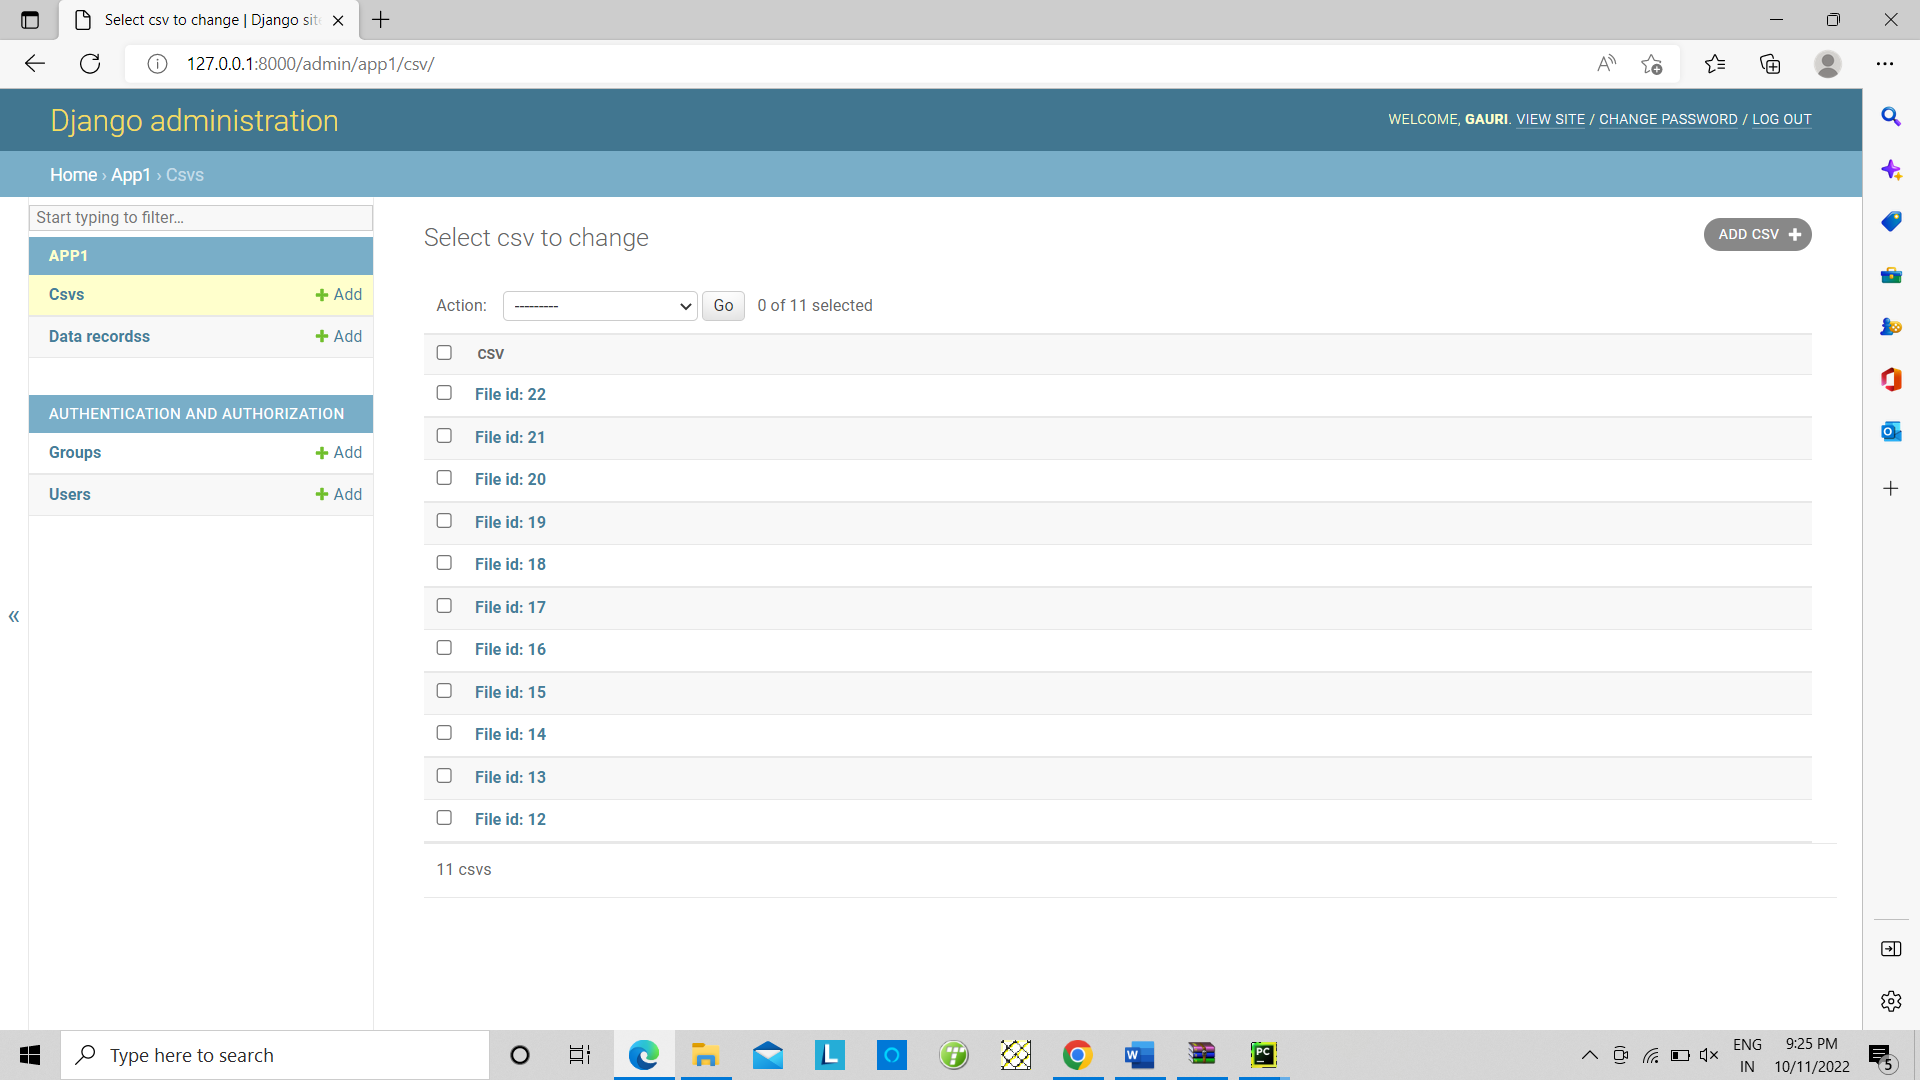 Select csv to change | Django sit
127.0.0.1:8000/admin/app1/csv/
Django administration
WELCOME, GAURI. VIEW SITE / CHANGE PASSWORD / LOG OUT
Home › App1 › Csvs
Start typing to filter...
APP1
Csvs + Add
Data recordss + Add
AUTHENTICATION AND AUTHORIZATION
Groups + Add
Users + Add
«
Select csv to change
ADD CSV +
Action: --------- Go 0 of 11 selected
CSV
File id: 22
File id: 21
File id: 20
File id: 19
File id: 18
File id: 17
File id: 16
File id: 15
File id: 14
File id: 13
File id: 12
11 csvs
Type here to search
ENG
IN
9:25 PM
10/11/2022
5